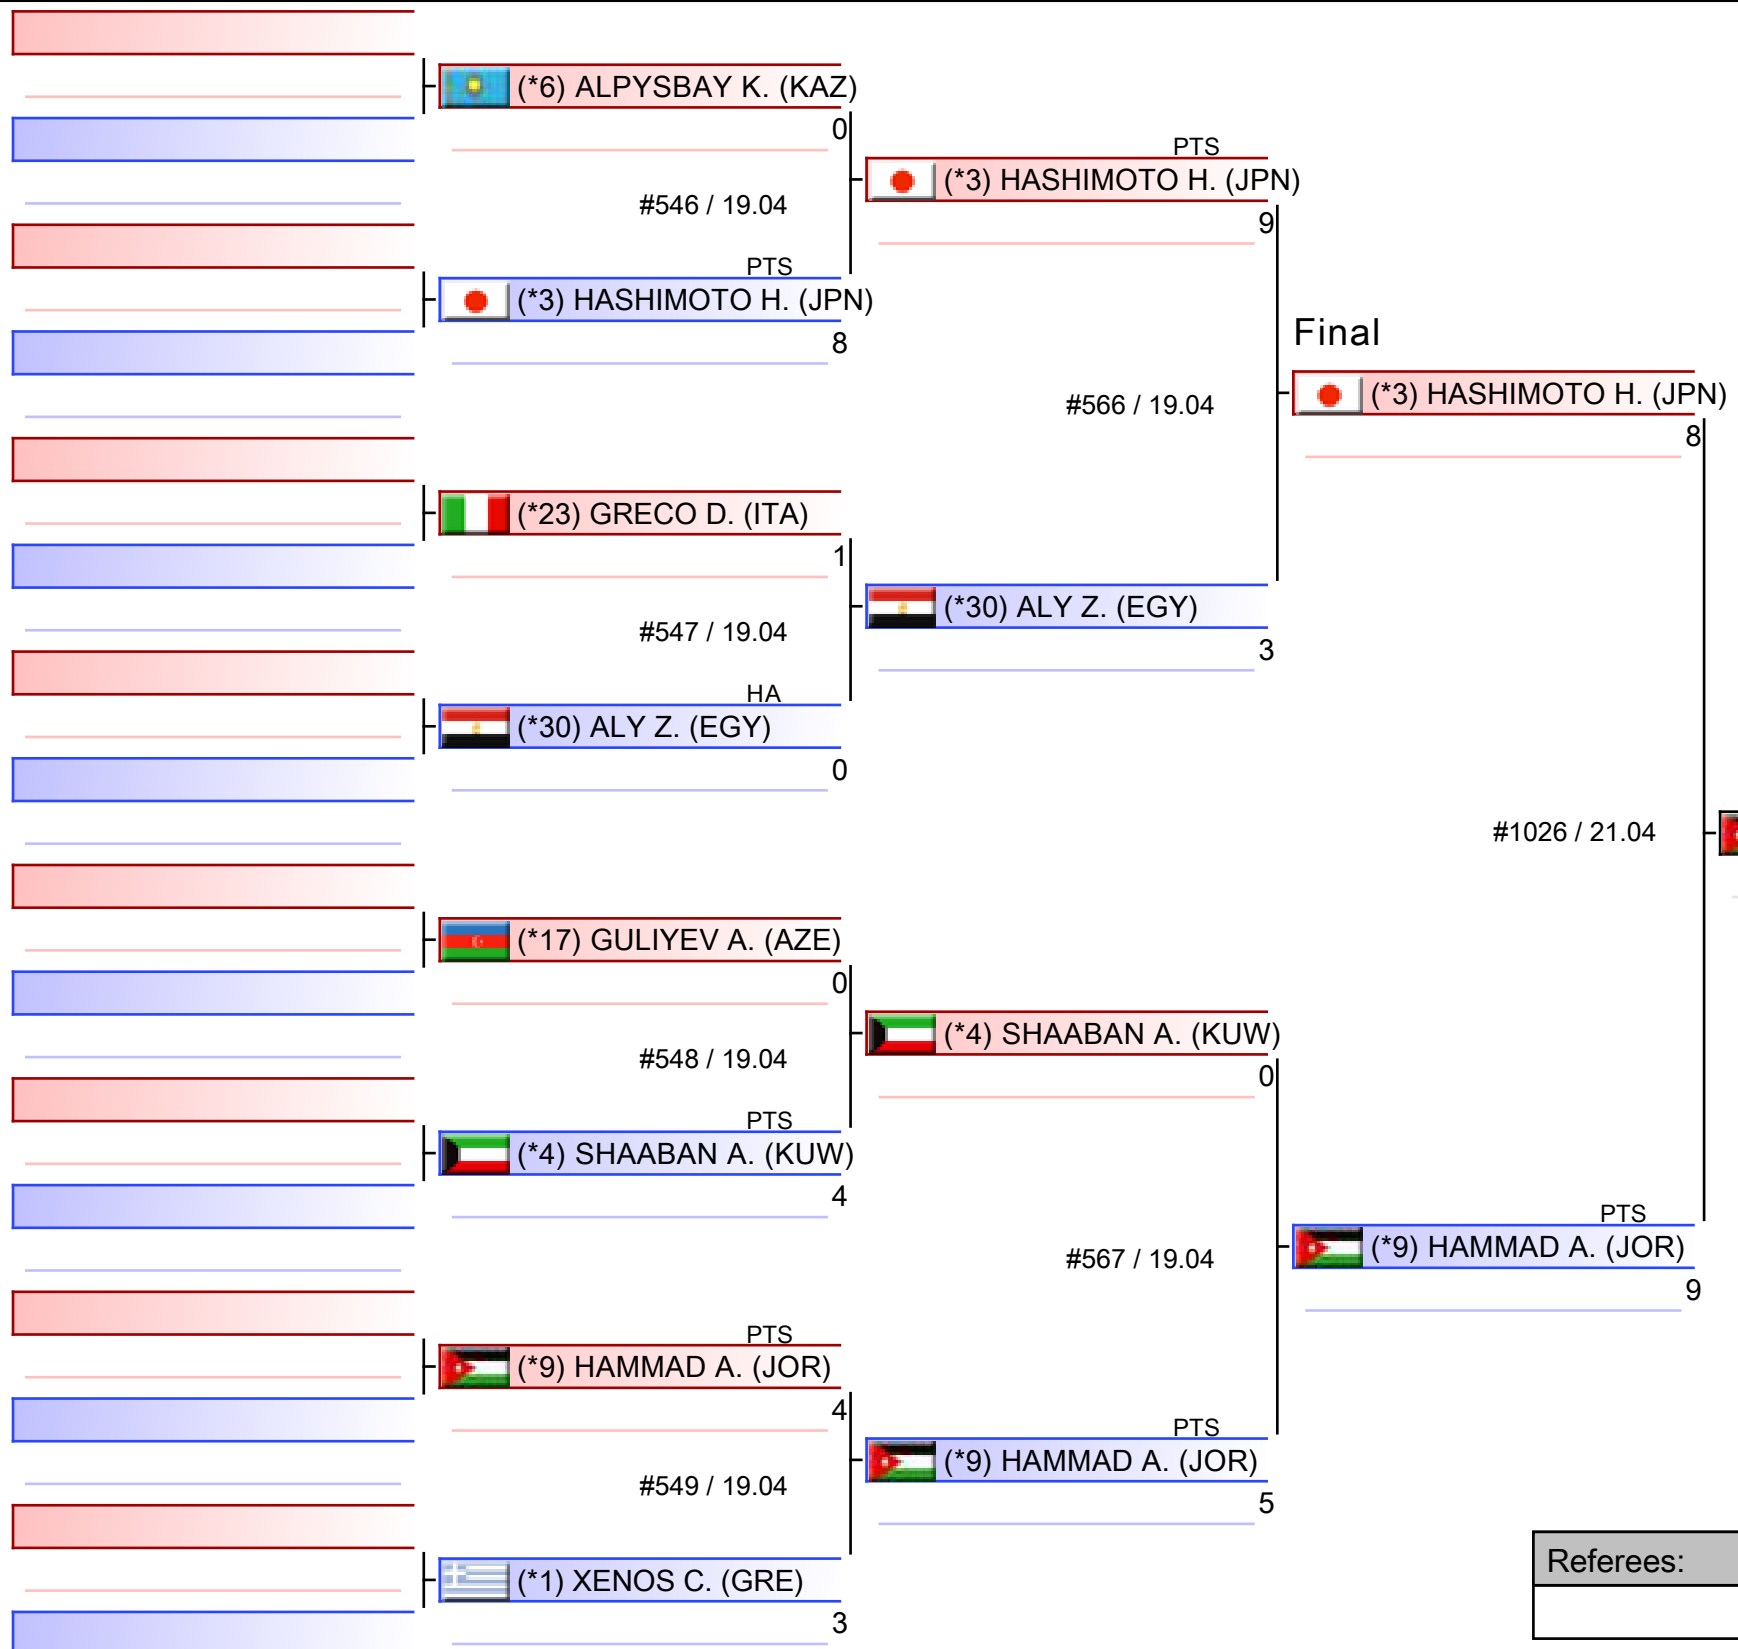 (*6) ALPYSBAY K. (KAZ)
0
#546 / 19.04
PTS
(*3) HASHIMOTO H. (JPN)
8
(*23) GRECO D. (ITA)
1
#547 / 19.04
HA
(*30) ALY Z. (EGY)
0
(*17) GULIYEV A. (AZE)
0
#548 / 19.04
PTS
(*4) SHAABAN A. (KUW)
4
PTS
(*9) HAMMAD A. (JOR)
4
#549 / 19.04
(*1) XENOS C. (GRE)
3
PTS
(*3) HASHIMOTO H. (JPN)
9
#566 / 19.04
(*30) ALY Z. (EGY)
3
(*4) SHAABAN A. (KUW)
0
#567 / 19.04
PTS
(*9) HAMMAD A. (JOR)
5
Final
(*3) HASHIMOTO H. (JPN)
8
#1026 / 21.04
PTS
(*9) HAMMAD A. (JOR)
9
Referees: